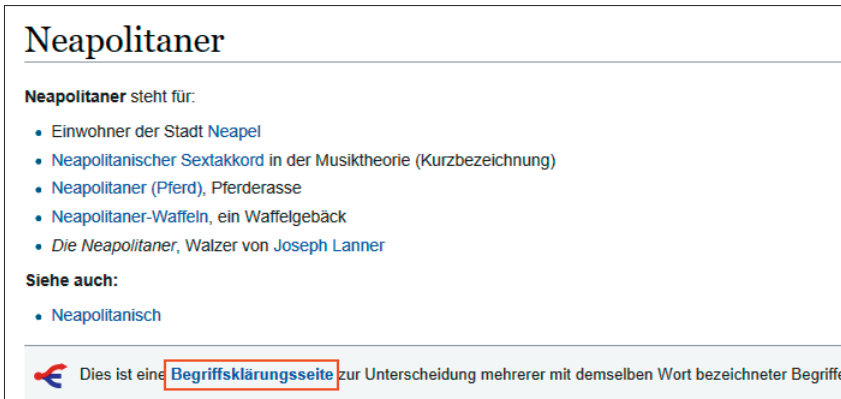 Neapolitaner
Neapolitaner steht für:
• Einwohner der Stadt Neapel
• Neapolitanischer Sextakkord in der Musiktheorie (Kurzbezeichnung)
• Neapolitaner (Pferd), Pferderasse
• Neapolitaner-Waffeln, ein Waffelgebäck
• Die Neapolitaner, Walzer von Joseph Lanner
Siehe auch:
• Neapolitanisch
Dies ist eine Begriffsklärungsseite zur Unterscheidung mehrerer mit demselben Wort bezeichneter Begriffe